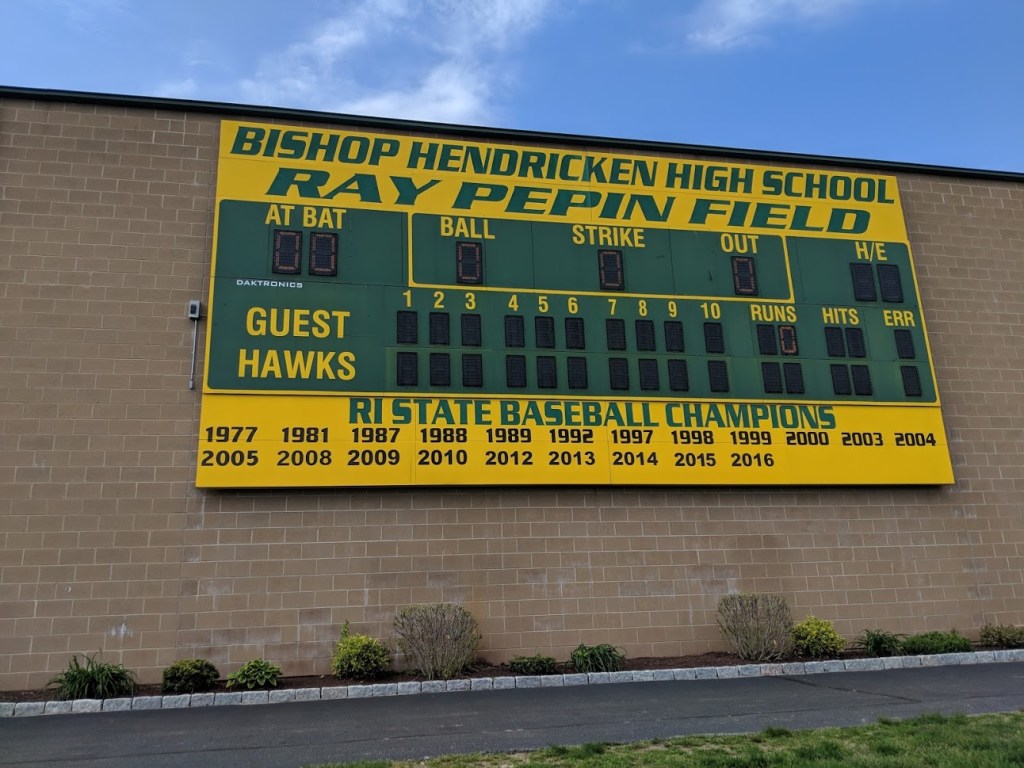 BISHOP HENDRICKEN HIGH SCHOOL
RAY PEPIN FIELD
AT BAT BALL STRIKE OUT H/E
DAKTRONICS
1 2 3 4 5 6 7 8 9 10 RUNS HITS ERR
GUEST
HAWKS
RI STATE BASEBALL CHAMPIONS
1977 1981 1987 1988 1989 1992 1997 1998 1999 2000 2003 2004
2005 2008 2009 2010 2012 2013 2014 2015 2016